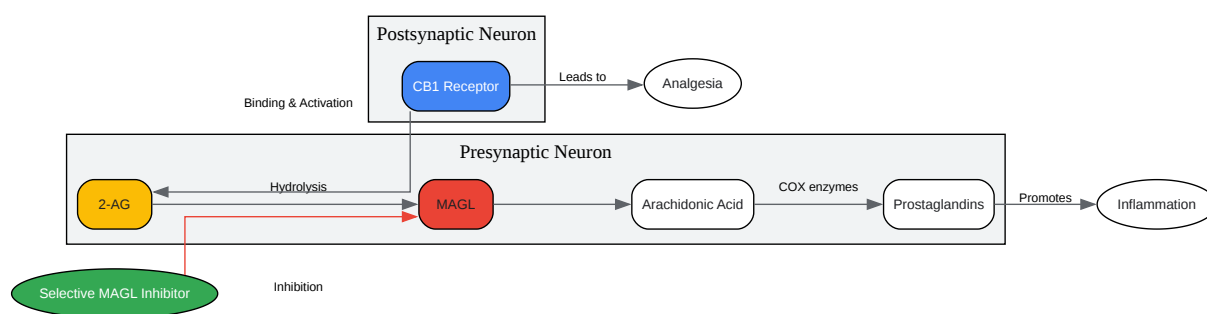 Postsynaptic Neuron
CB1 Receptor
Leads to
Analgesia
Binding & Activation
Presynaptic Neuron
2-AG
Hydrolysis
MAGL
Arachidonic Acid
COX enzymes
Prostaglandins
Promotes
Inflammation
Selective MAGL Inhibitor
Inhibition